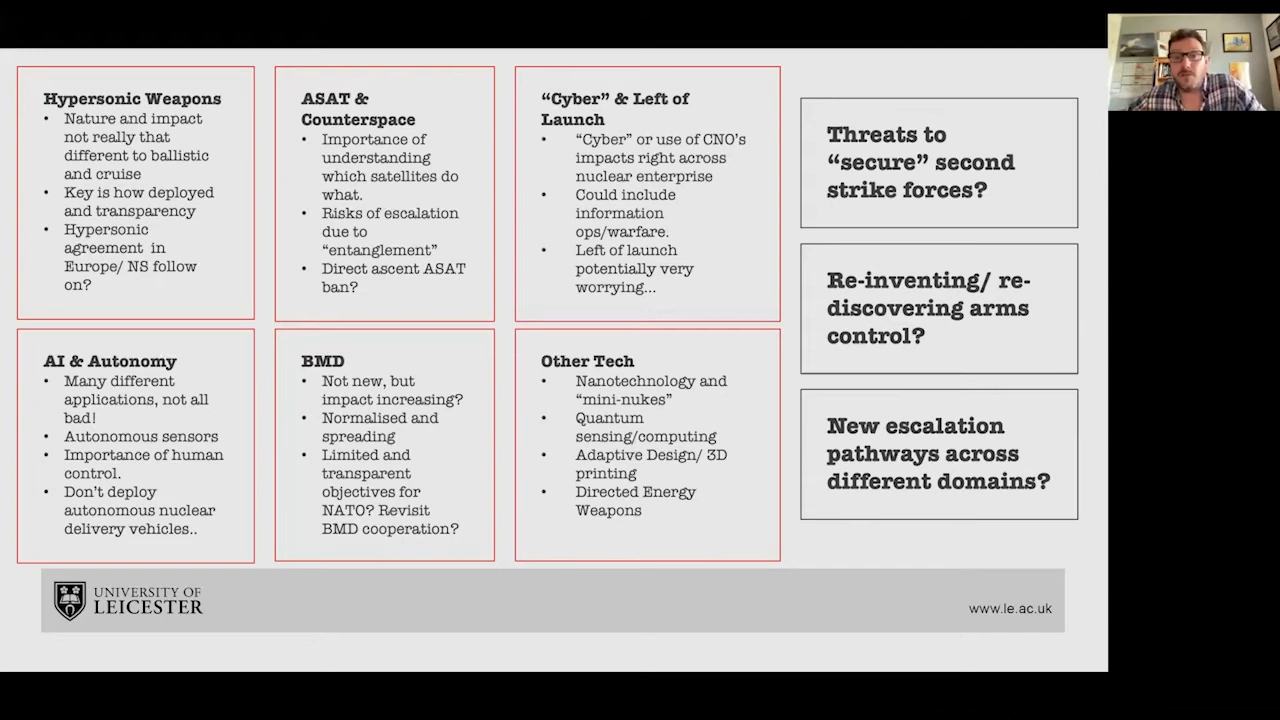 Hypersonic Weapons
• Nature and impact
not really that
different to ballistic
and cruise
• Key is how deployed
and transparency
• Hypersonic
agreement in
Europe/ NS follow
on?
ASAT &
Counterspace
• Importance of
understanding
which satellites do
what.
• Risks of escalation
due to
“entanglement”
• Direct ascent ASAT
ban?
“Cyber” & Left of
Launch
• “Cyber” or use of CNO’s
impacts right across
nuclear enterprise
• Could include
information
ops/warfare.
• Left of launch
potentially very
worrying...
AI & Autonomy
• Many different
applications, not all
bad!
• Autonomous sensors
• Importance of human
control.
• Don’t deploy
autonomous nuclear
delivery vehicles..
BMD
• Not new, but
impact increasing?
• Normalised and
spreading
• Limited and
transparent
objectives for
NATO? Revisit
BMD cooperation?
Other Tech
• Nanotechnology and
“mini-nukes”
• Quantum
sensing/computing
• Adaptive Design/ 3D
printing
• Directed Energy
Weapons
Threats to
“secure” second
strike forces?
Re-inventing/ re-
discovering arms
control?
New escalation
pathways across
different domains?
UNIVERSITY OF
LEICESTER
www.le.ac.uk